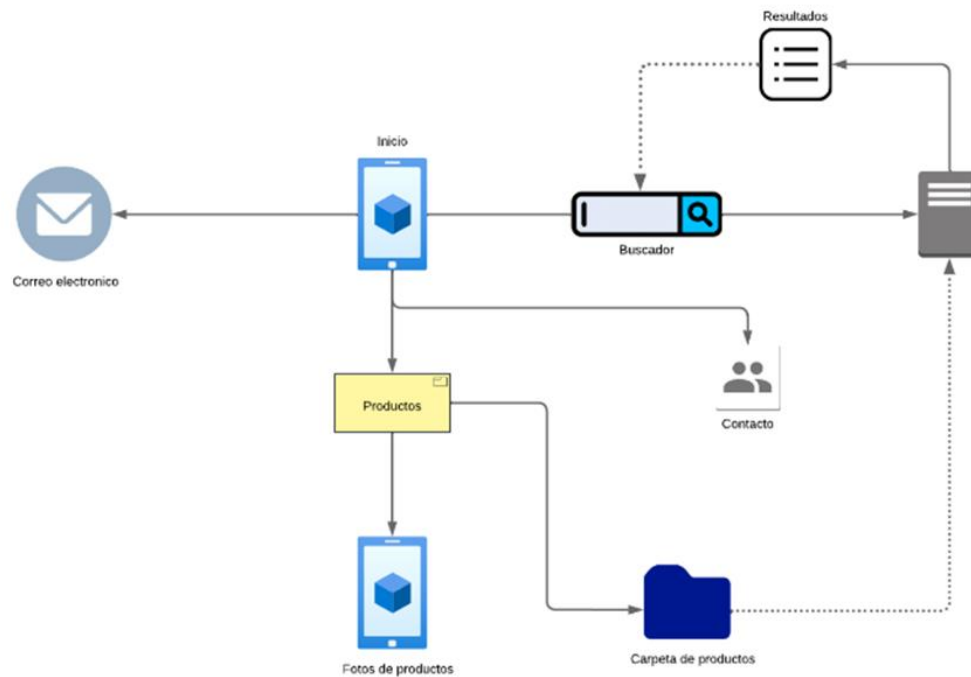 Resultados
Inicio
Buscador
Correo electronico
Productos
Contacto
Carpeta de productos
Fotos de productos